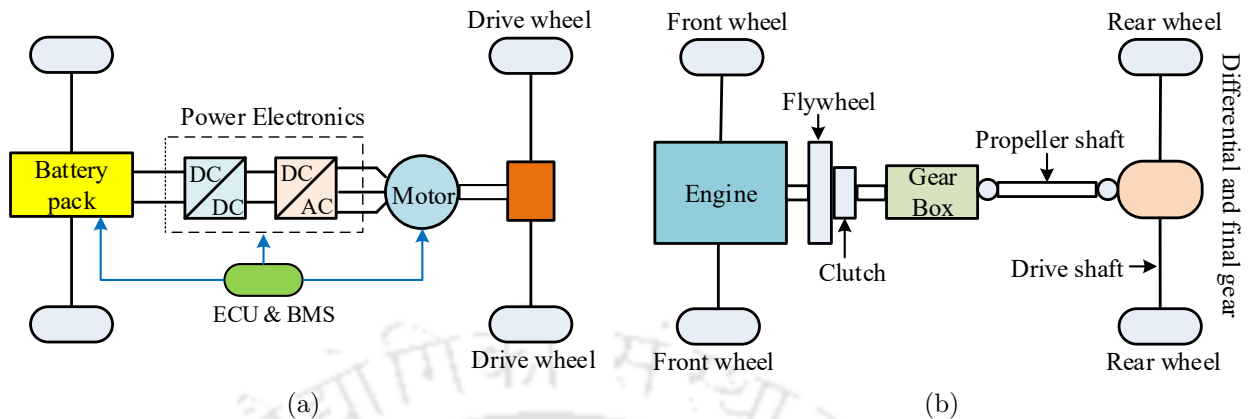 Drive wheel
Power Electronics
Battery
pack
DC
DC
DC
AC
Motor
ECU & BMS
Drive wheel
(a)
Front wheel
Rear wheel
Flywheel
Propeller shaft
Engine
Gear
Box
Clutch
Drive shaft
Differential and final gear
Front wheel
Rear wheel
(b)